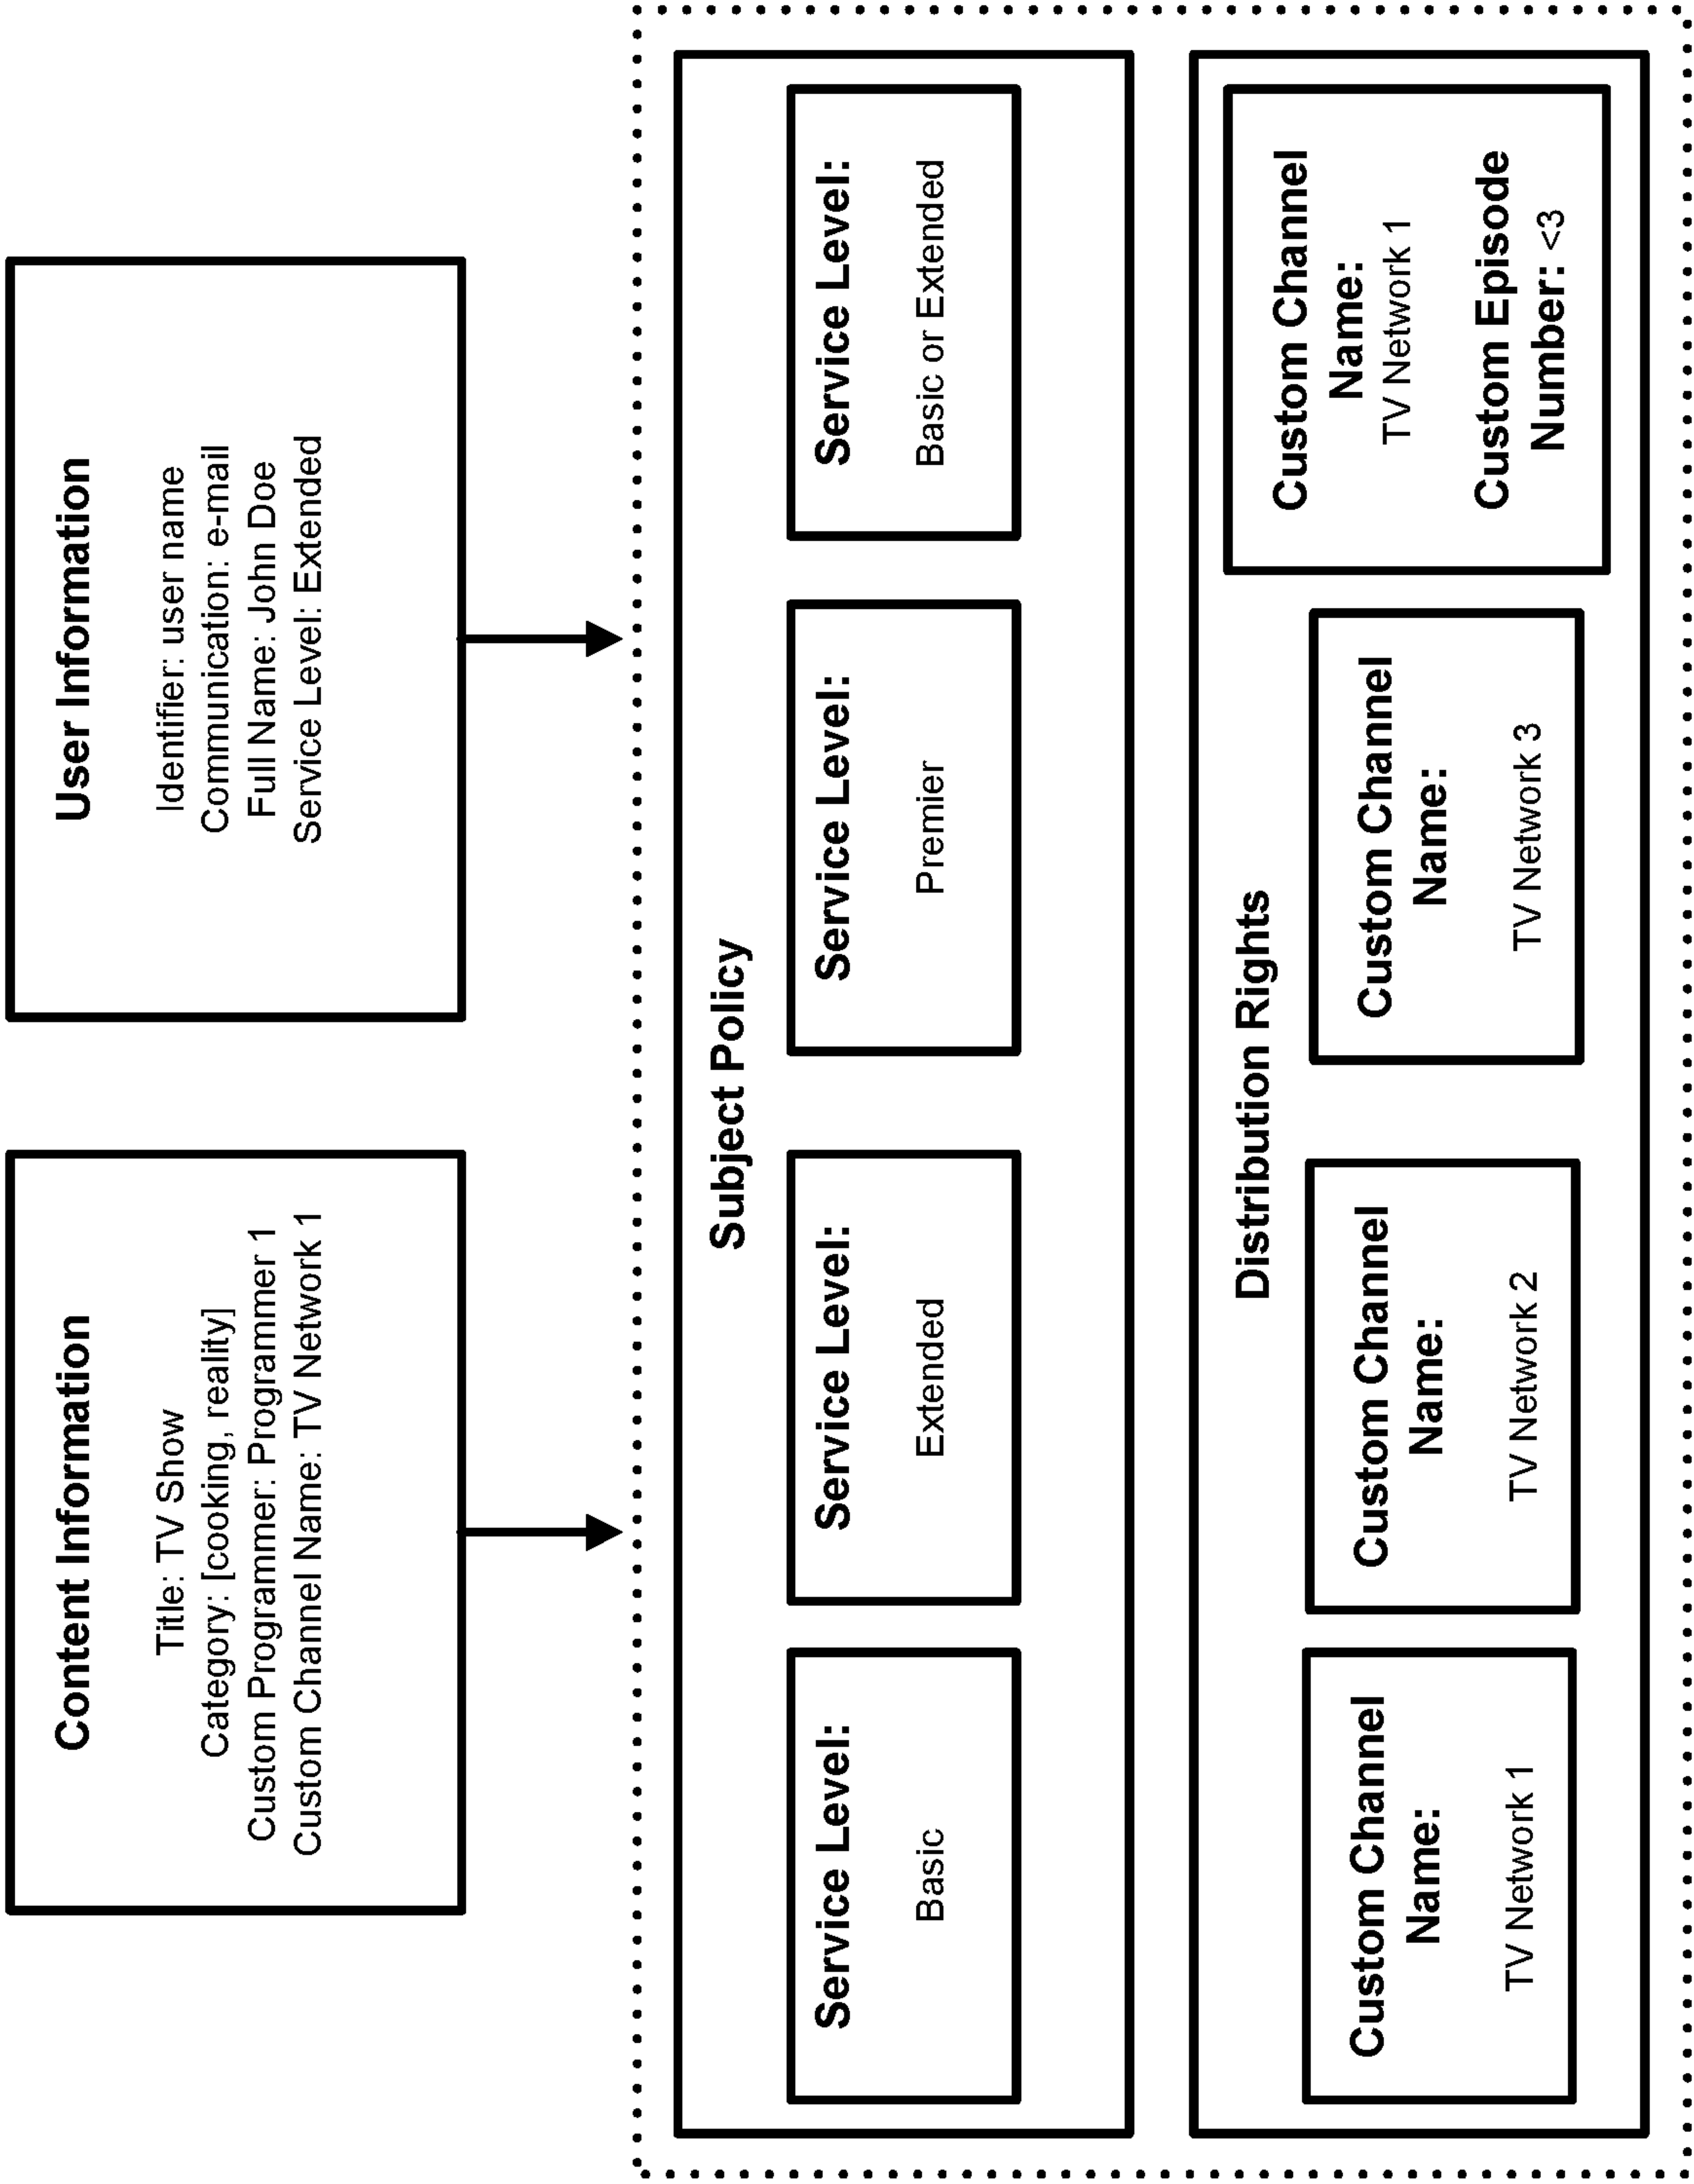 Content Information
Title: TV Show
Category: [cooking, reality]
Custom Programmer: Programmer 1
Custom Channel Name: TV Network 1
User Information
Identifier: user name
Communication: e-mail
Full Name: John Doe
Service Level: Extended
Subject Policy
Service Level:
Basic
Service Level:
Extended
Service Level:
Premier
Service Level:
Basic or Extended
Distribution Rights
Custom Channel
Name:
TV Network 1
Custom Channel
Name:
TV Network 2
Custom Channel
Name:
TV Network 3
Custom Channel
Name:
TV Network 1
Custom Episode
Number: <3